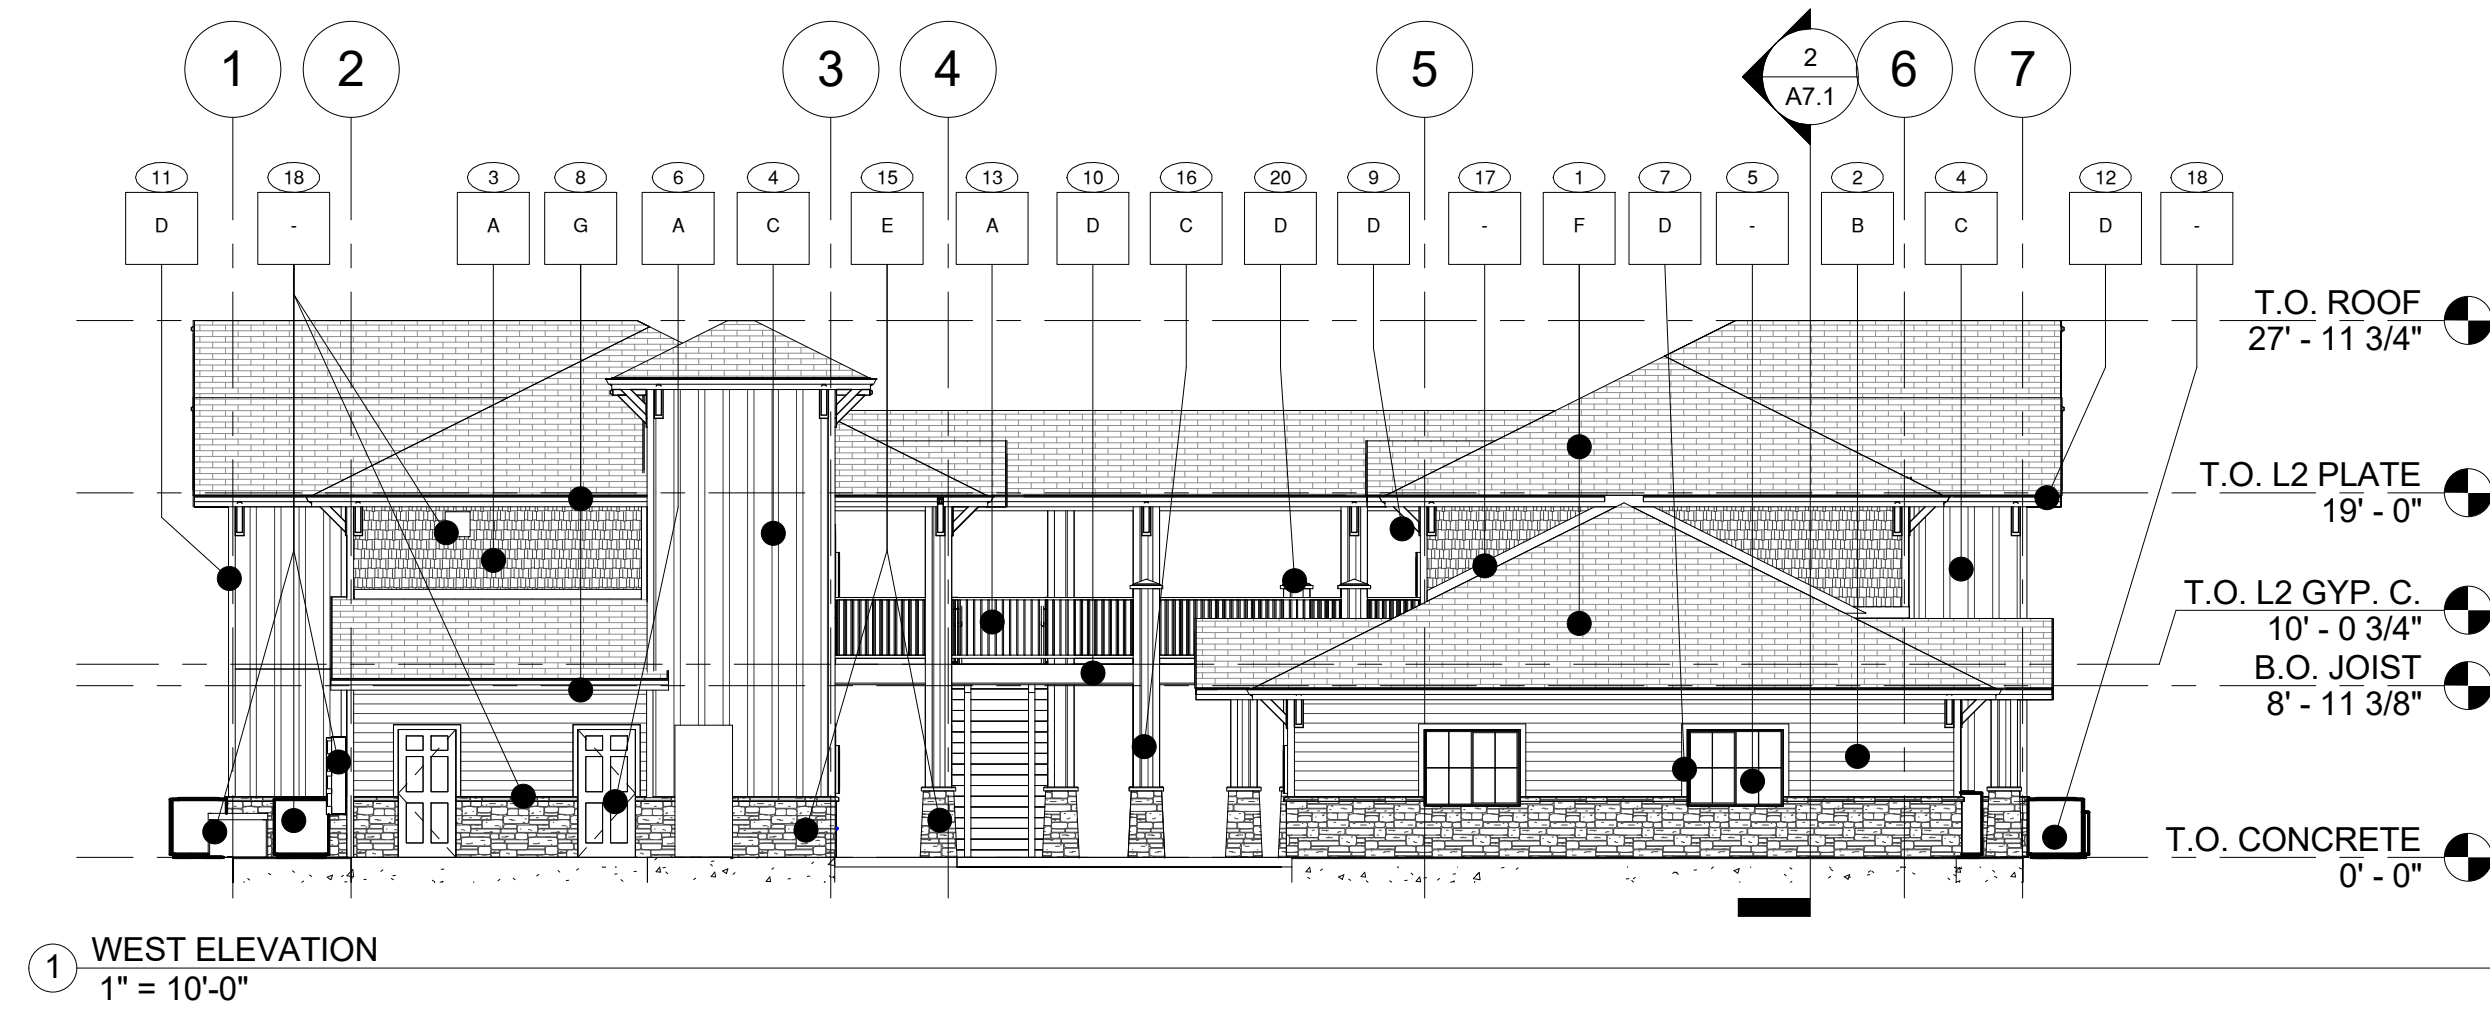 1
2
3
4
5
2
A7.1
6
7
11
18
3
8
6
4
15
13
10
16
20
9
17
1
7
5
2
4
12
18
D
-
A
G
A
C
E
A
D
C
D
D
-
F
D
-
B
C
D
-
T.O. ROOF
27' - 11 3/4"
T.O. L2 PLATE
19' - 0"
T.O. L2 GYP. C.
10' - 0 3/4"
B.O. JOIST
8' - 11 3/8"
T.O. CONCRETE
0' - 0"
1
WEST ELEVATION
1" = 10'-0"